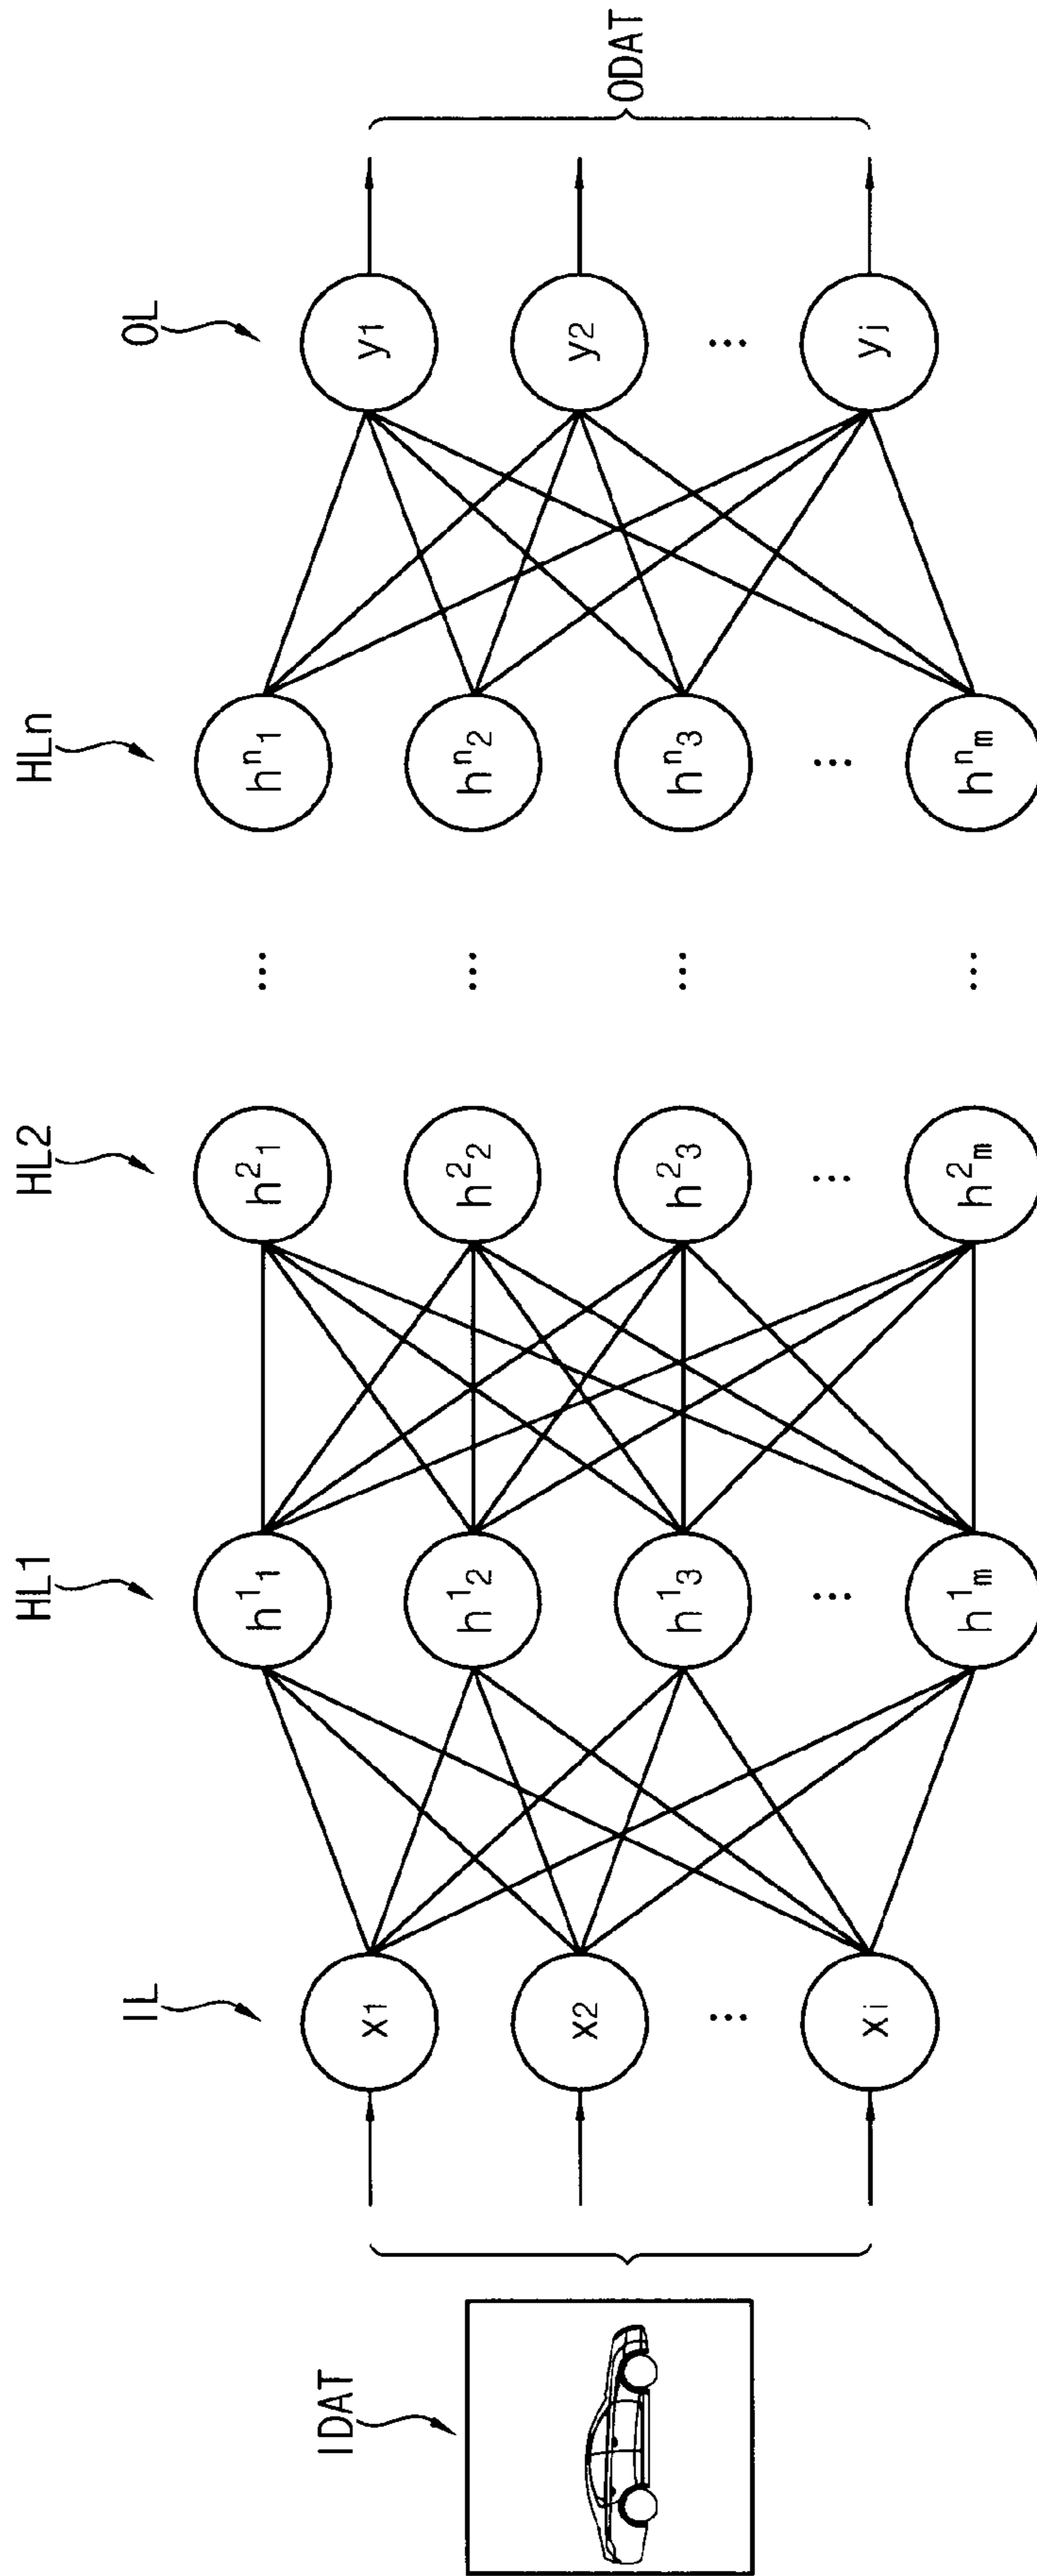 IDAT
IL
x1
x2
⋮
xi
HL1
h¹1
h¹2
h¹3
⋮
h¹m
HL2
h²1
h²2
h²3
⋮
h²m
...
...
...
...
HLn
hⁿ1
hⁿ2
hⁿ3
⋮
hⁿm
OL
y1
y2
⋮
yj
ODAT